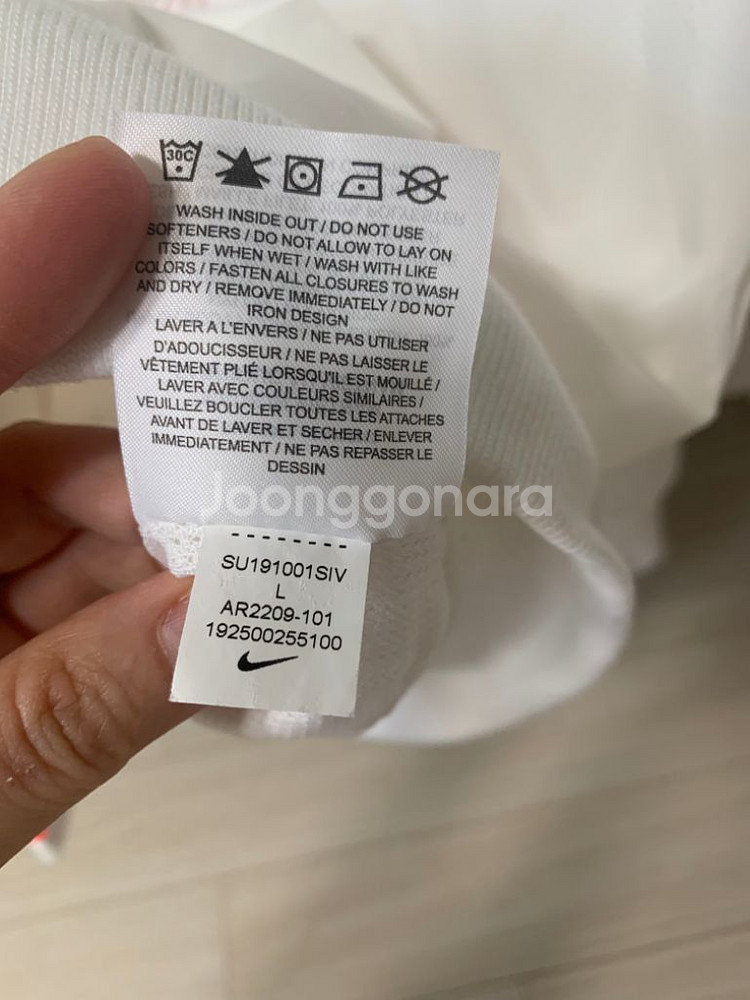 30C
WASH INSIDE OUT / DO NOT USE
SOFTENERS / DO NOT ALLOW TO LAY ON
ITSELF WHEN WET / WASH WITH LIKE
COLORS / FASTEN ALL CLOSURES TO WASH
AND DRY / REMOVE IMMEDIATELY / DO NOT
IRON DESIGN
LAVER A L'ENVERS / NE PAS UTILISER
D'ADOUCISSEUR / NE PAS LAISSER LE
VÊTEMENT PLIÉ LORSQU'IL EST MOUILLÉ /
LAVER AVEC COULEURS SIMILAIRES /
VEUILLEZ BOUCLER TOUTES LES ATTACHES
AVANT DE LAVER ET SECHER / ENLEVER
IMMEDIATEMENT / NE PAS REPASSER LE
DESSIN
Joonggonara
SU191001SIV
L
AR2209-101
192500255100